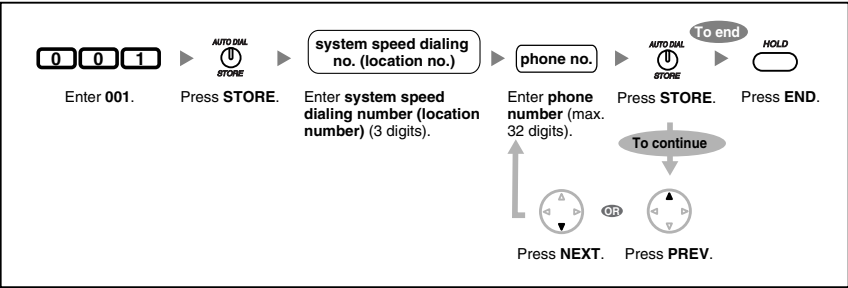 0 0 1
Enter 001.
AUTO DIAL
STORE
Press STORE.
system speed dialing
no. (location no.)
Enter system speed
dialing number (location
number) (3 digits).
phone no.
Enter phone
number (max.
32 digits).
AUTO DIAL
STORE
Press STORE.
To end
HOLD
Press END.
To continue
OR
Press NEXT.
Press PREV.